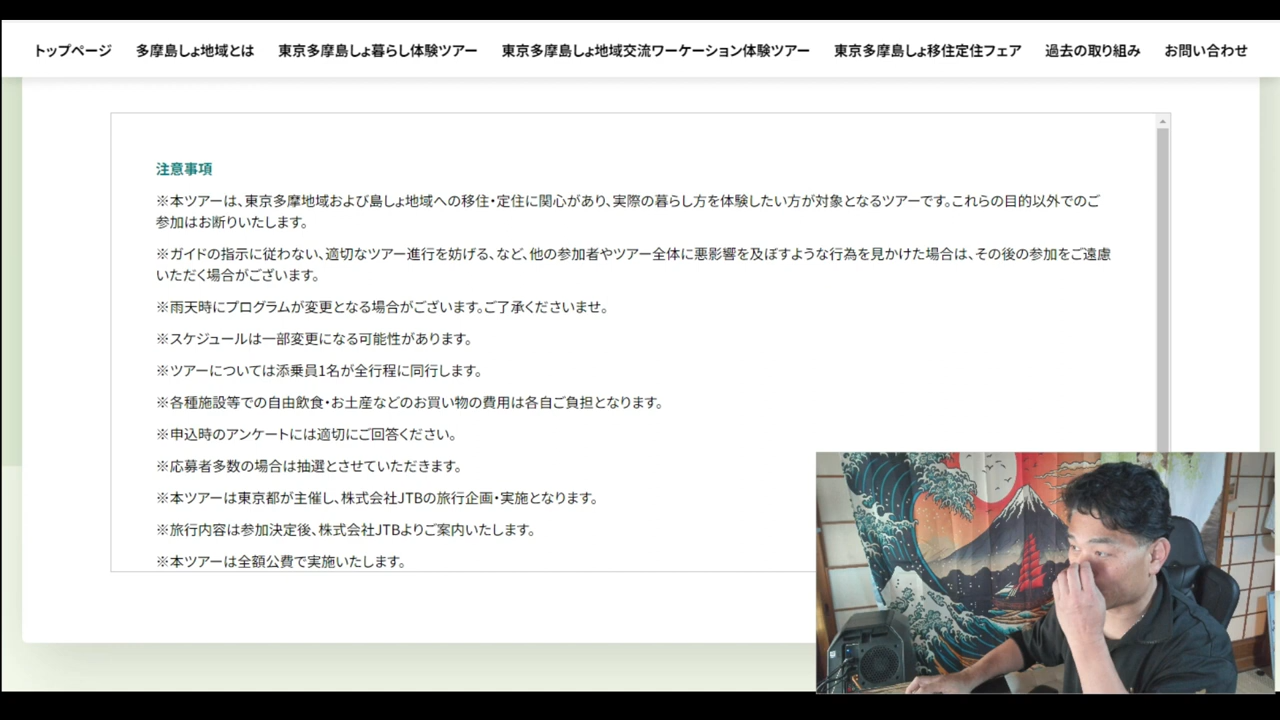 トップページ 多摩島しょ地域とは 東京多摩島しょ暮らし体験ツアー 東京多摩島しょ地域交流ワーケーション体験ツアー 東京多摩島しょ移住定住フェア 過去の取り組み お問い合わせ
注意事項
※本ツアーは、東京多摩地域および島しょ地域への移住・定住に関心があり、実際の暮らし方を体験したい方が対象となるツアーです。これらの目的以外でのご
参加はお断りいたします。
※ガイドの指示に従わない、適切なツアー進行を妨げる、など、他の参加者やツアー全体に悪影響を及ぼすような行為を見かけた場合は、その後の参加をご遠慮
いただく場合がございます。
※雨天時にプログラムが変更となる場合がございます。ご了承くださいませ。
※スケジュールは一部変更になる可能性があります。
※ツアーについては添乗員1名が全行程に同行します。
※各種施設等での自由飲食・お土産などのお買い物の費用は各自ご負担となります。
※申込時のアンケートには適切にご回答ください。
※応募者多数の場合は抽選とさせていただきます。
※本ツアーは東京都が主催し、株式会社JTBの旅行企画・実施となります。
※旅行内容は参加決定後、株式会社JTBよりご案内いたします。
※本ツアーは全額公費で実施いたします。